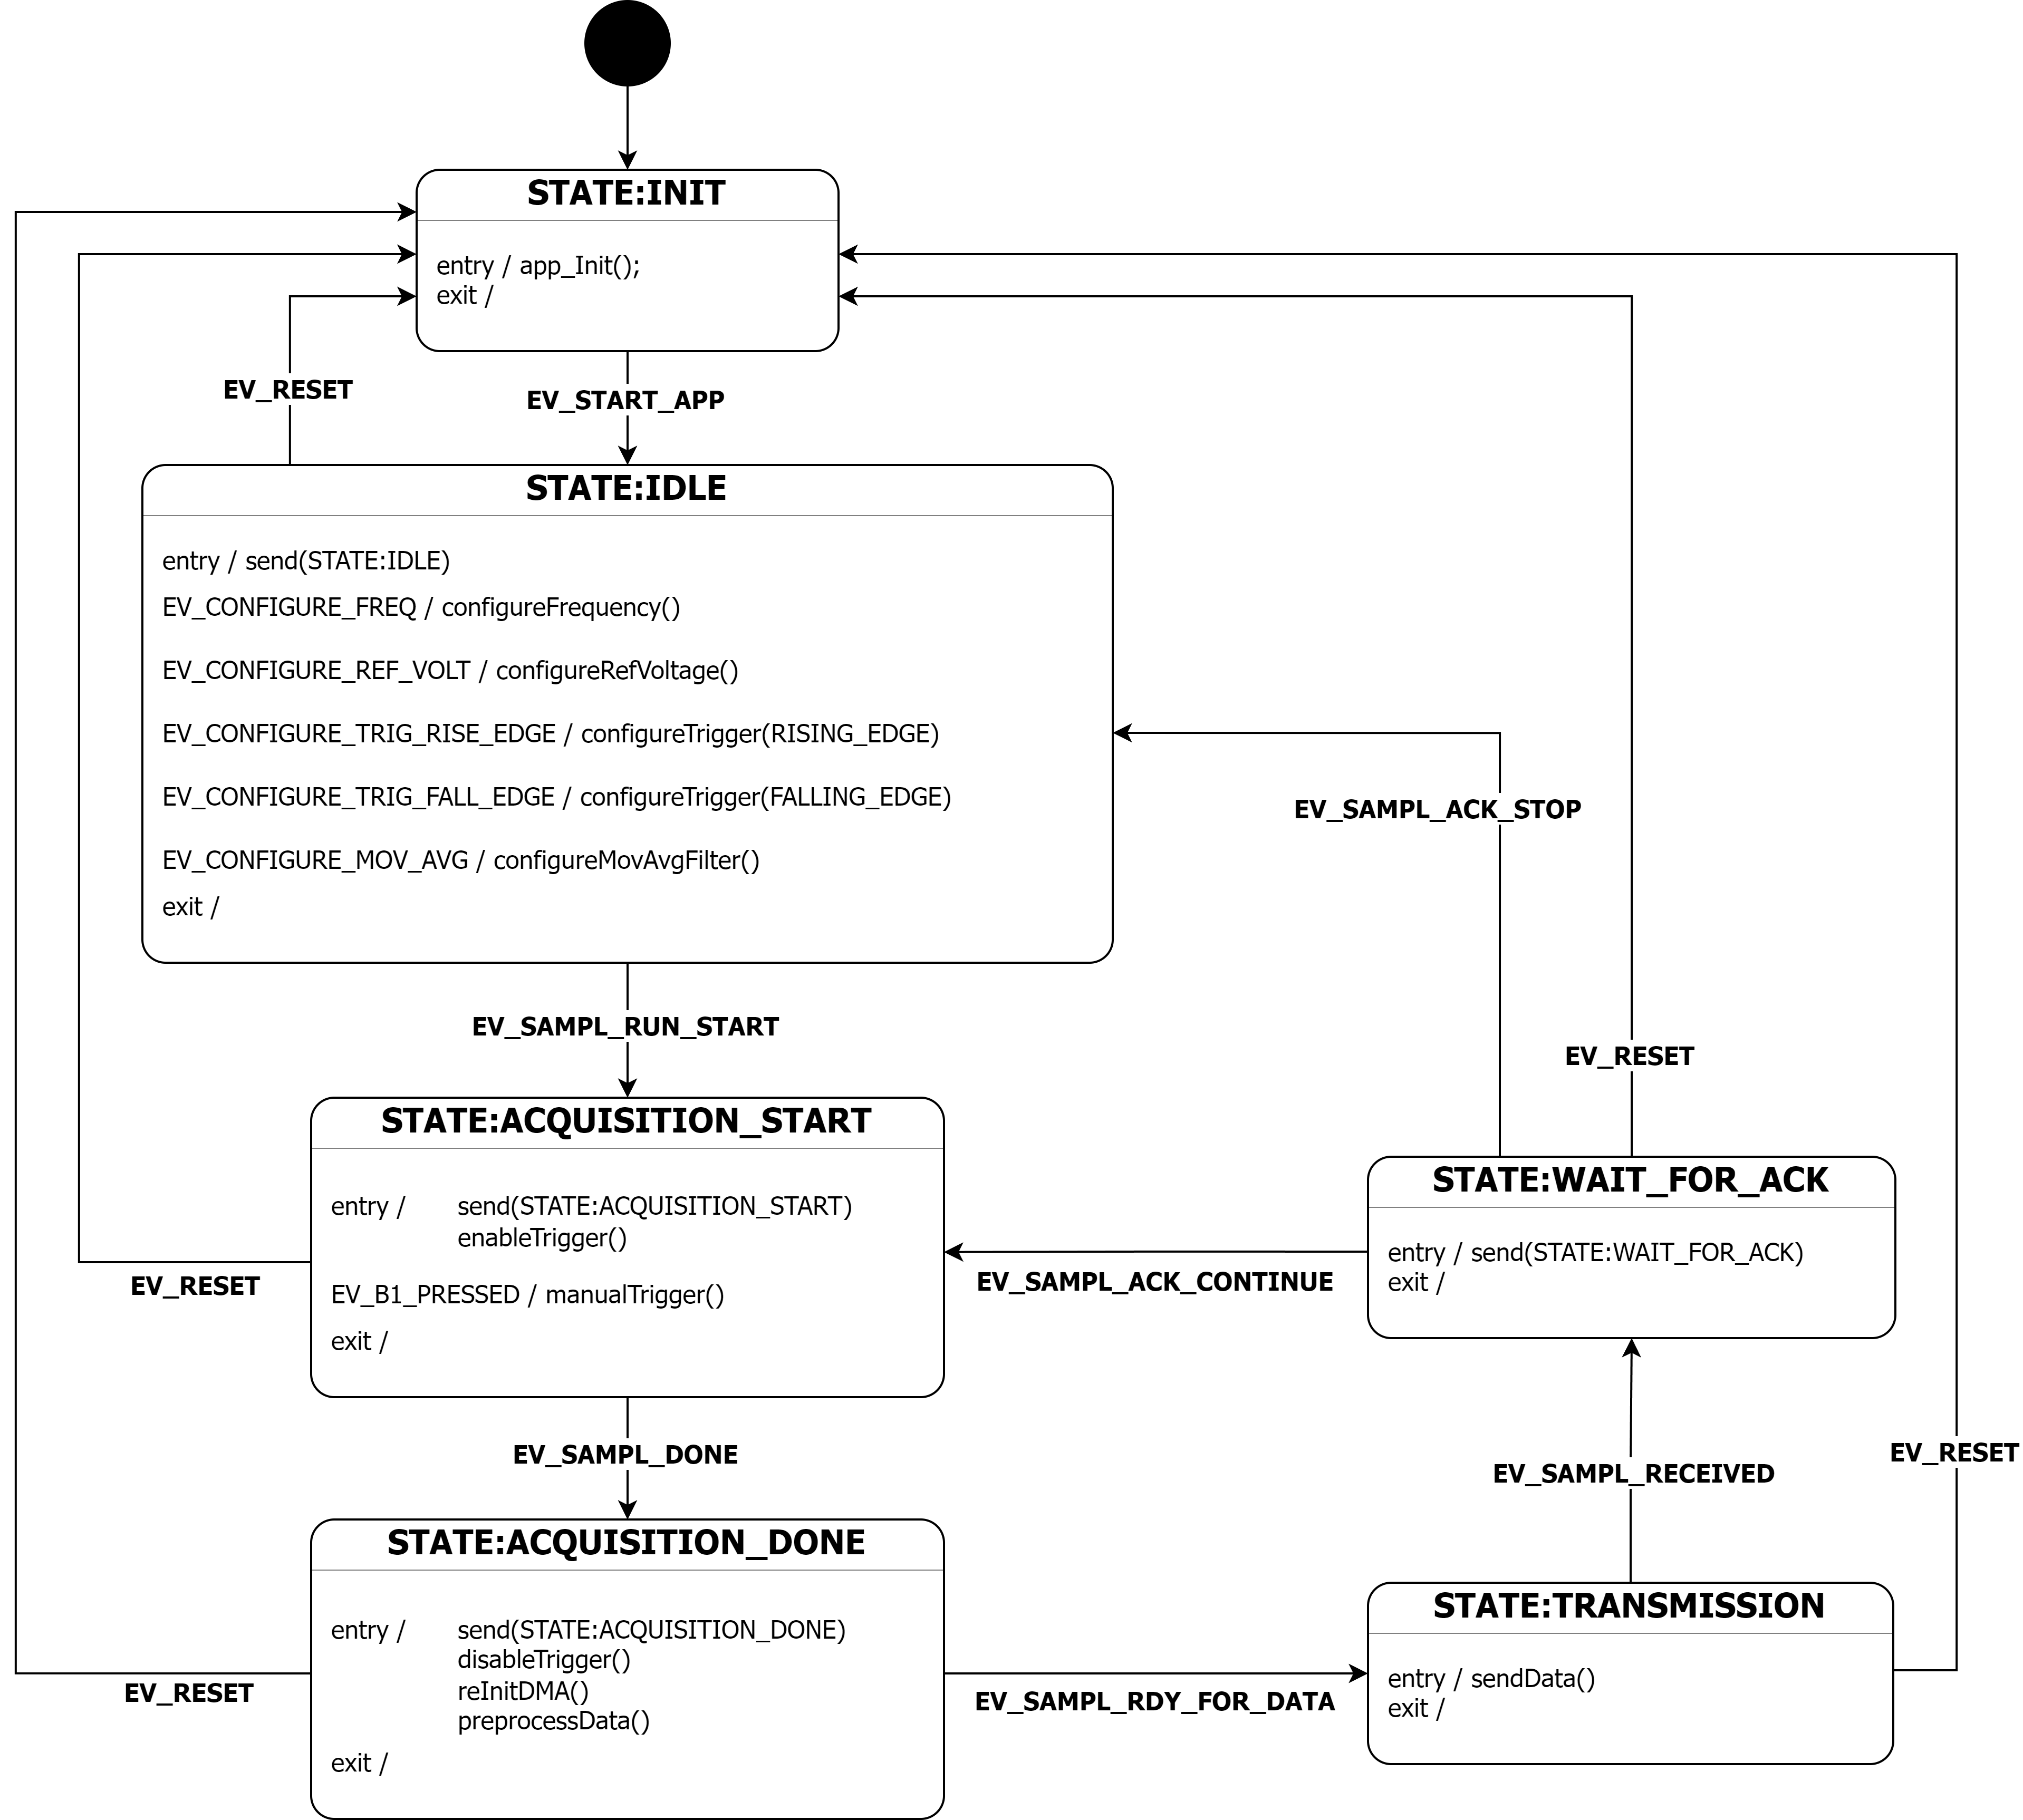 STATE:INIT
entry / app_Init();
exit /
EV_RESET
EV_START_APP
STATE:IDLE
entry / send(STATE:IDLE)
EV_CONFIGURE_FREQ / configureFrequency()
EV_CONFIGURE_REF_VOLT / configureRefVoltage()
EV_CONFIGURE_TRIG_RISE_EDGE / configureTrigger(RISING_EDGE)
EV_CONFIGURE_TRIG_FALL_EDGE / configureTrigger(FALLING_EDGE)
EV_CONFIGURE_MOV_AVG / configureMovAvgFilter()
exit /
EV_SAMPL_ACK_STOP
EV_SAMPL_RUN_START
EV_RESET
STATE:ACQUISITION_START
entry / send(STATE:ACQUISITION_START)
enableTrigger()
EV_B1_PRESSED / manualTrigger()
exit /
EV_RESET
STATE:WAIT_FOR_ACK
entry / send(STATE:WAIT_FOR_ACK)
exit /
EV_SAMPL_ACK_CONTINUE
EV_SAMPL_DONE
EV_SAMPL_RECEIVED
EV_RESET
STATE:ACQUISITION_DONE
entry / send(STATE:ACQUISITION_DONE)
disableTrigger()
reInitDMA()
preprocessData()
exit /
EV_RESET
EV_SAMPL_RDY_FOR_DATA
STATE:TRANSMISSION
entry / sendData()
exit /